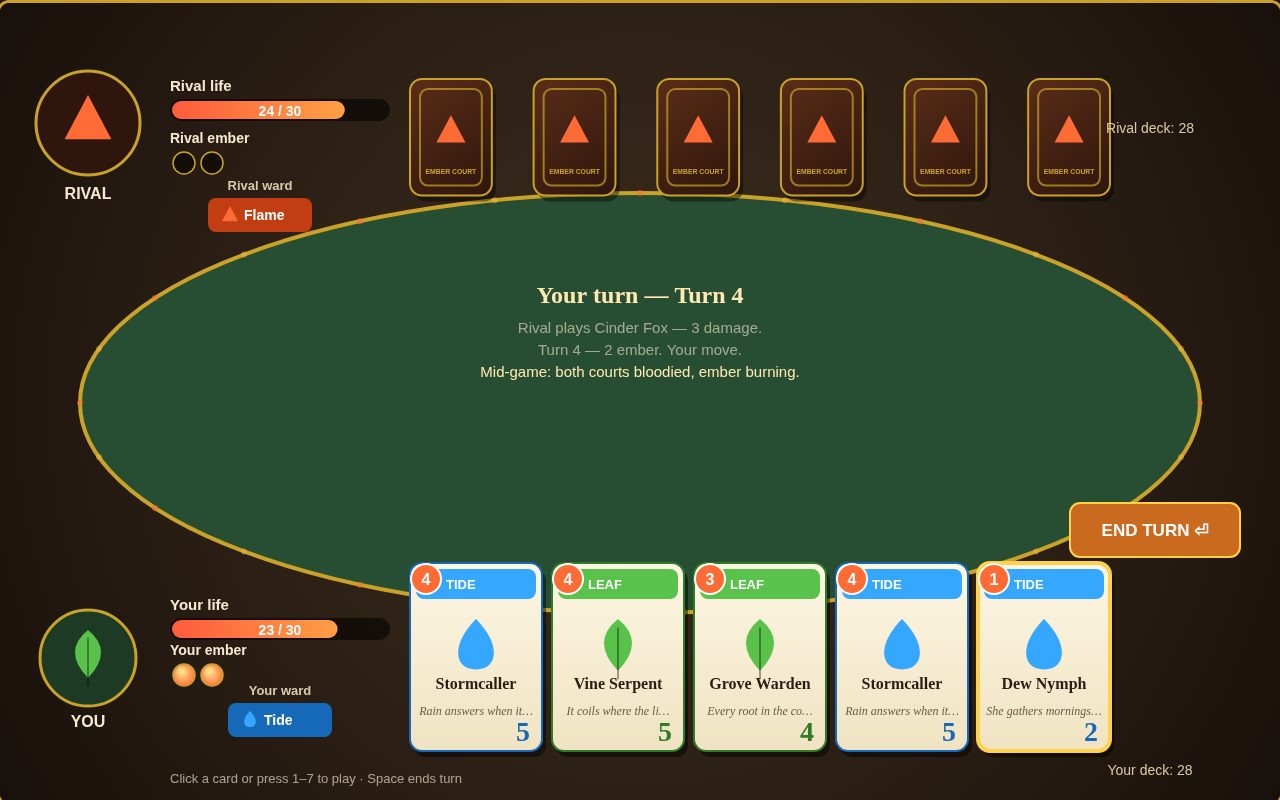 Rival life
24 / 30
Rival ember
RIVAL
Rival ward
Flame
EMBER COURT
EMBER COURT
EMBER COURT
EMBER COURT
EMBER COURT
EMBER COURT
Rival deck: 28
Your turn — Turn 4
Rival plays Cinder Fox — 3 damage.
Turn 4 — 2 ember. Your move.
Mid-game: both courts bloodied, ember burning.
END TURN ⏎
Your life
23 / 30
Your ember
YOU
Your ward
Tide
4 TIDE
Stormcaller
Rain answers when it…
5
4 LEAF
Vine Serpent
It coils where the li…
5
3 LEAF
Grove Warden
Every root in the co…
4
4 TIDE
Stormcaller
Rain answers when it…
5
1 TIDE
Dew Nymph
She gathers mornings…
2
Click a card or press 1–7 to play · Space ends turn
Your deck: 28